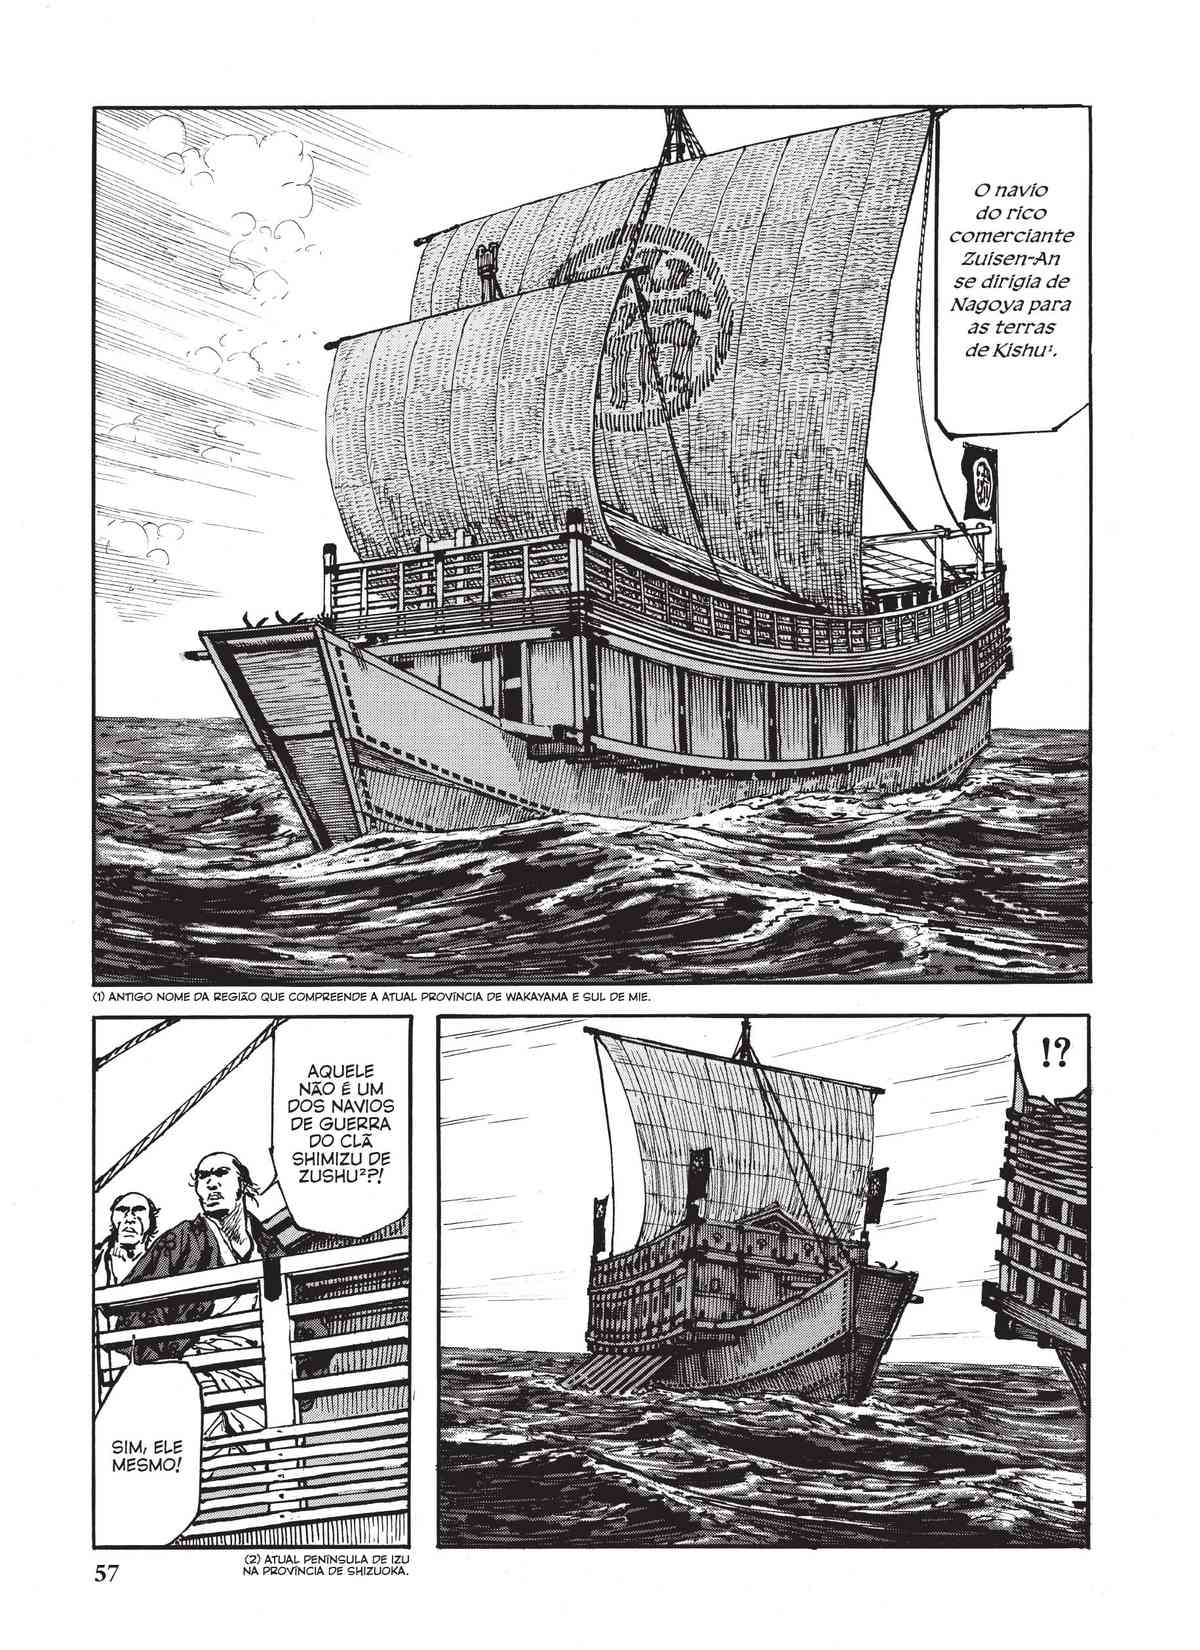 O navio
do rico
comerciante
Zuisen-An
se dirigia de
Nagoya para
as terras
de Kishu¹.
(1) ANTIGO NOME DA REGIÃO QUE COMPREENDE A ATUAL PROVÍNCIA DE WAKAYAMA E SUL DE MIE.
!?
AQUELE
NÃO É UM
DOS NAVIOS
DE GUERRA
DO CLÃ
SHIMIZU DE
ZUSHU²?!
SIM, ELE
MESMO!
(2) ATUAL PENÍNSULA DE IZU
NA PROVÍNCIA DE SHIZUOKA.
57